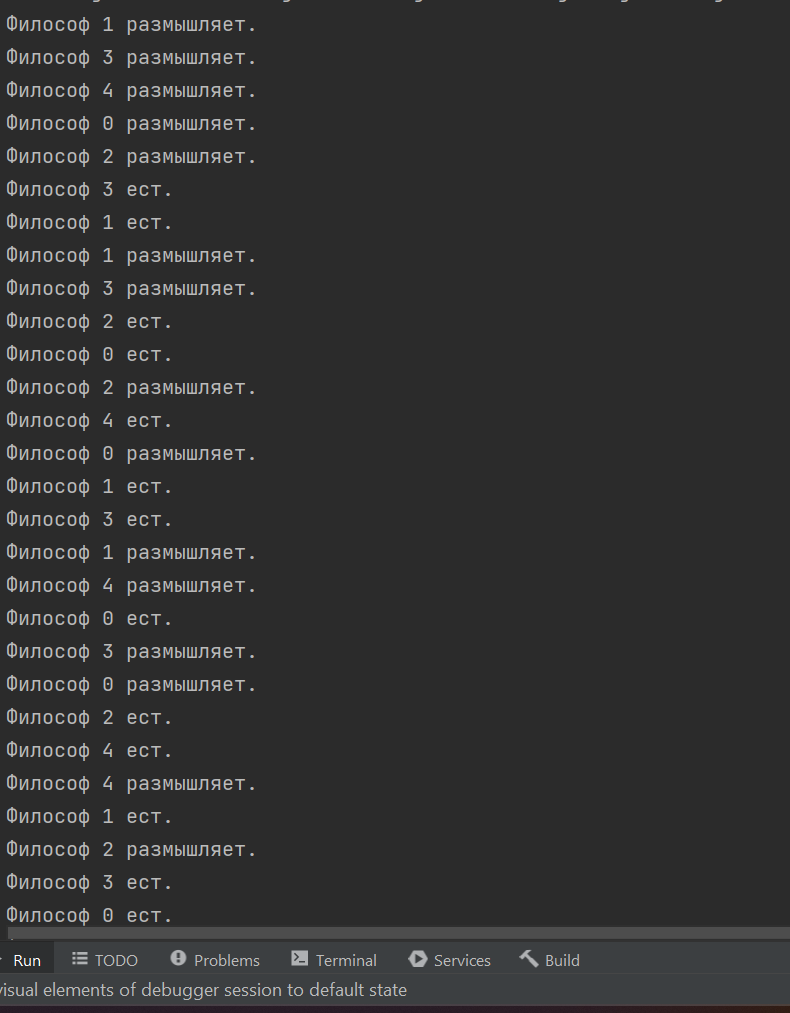 Философ 1 размышляет.
Философ 3 размышляет.
Философ 4 размышляет.
Философ 0 размышляет.
Философ 2 размышляет.
Философ 3 ест.
Философ 1 ест.
Философ 1 размышляет.
Философ 3 размышляет.
Философ 2 ест.
Философ 0 ест.
Философ 2 размышляет.
Философ 4 ест.
Философ 0 размышляет.
Философ 1 ест.
Философ 3 ест.
Философ 1 размышляет.
Философ 4 размышляет.
Философ 0 ест.
Философ 3 размышляет.
Философ 0 размышляет.
Философ 2 ест.
Философ 4 ест.
Философ 4 размышляет.
Философ 1 ест.
Философ 2 размышляет.
Философ 3 ест.
Философ 0 ест.
Run TODO Problems Terminal Services Build
visual elements of debugger session to default state